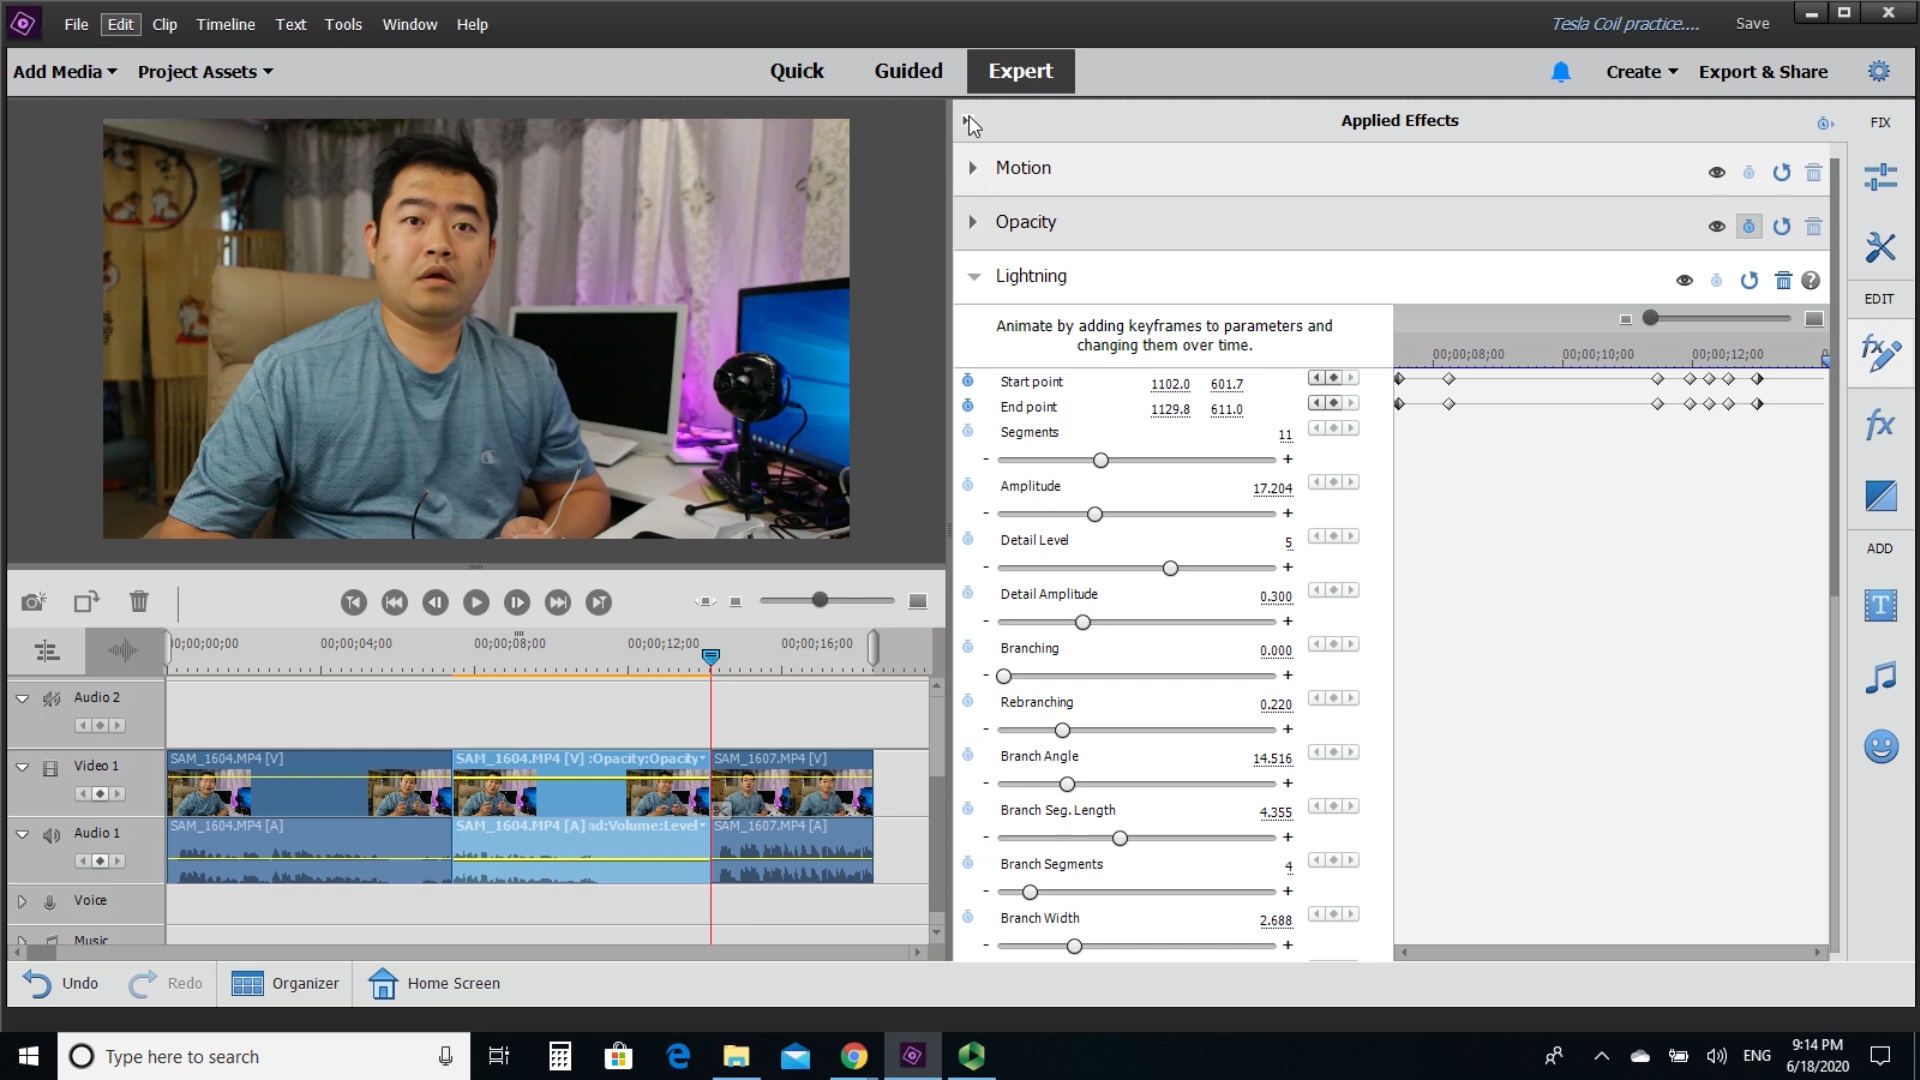 File Edit Clip Timeline Text Tools Window Help
Tesla Coil practice.... Save
Add Media Project Assets
Quick Guided Expert
Create Export & Share
Applied Effects
Motion
Opacity
Lightning
Animate by adding keyframes to parameters and
changing them over time.
00;00;08;00 00;00;10;00 00;00;12;00
Start point 1102.0 601.7
End point 1129.8 611.0
Segments 11
- +
Amplitude 17.204
- +
Detail Level 5
- +
Detail Amplitude 0.300
- +
Branching 0.000
- +
Rebranching 0.220
- +
Branch Angle 14.516
- +
Branch Seg. Length 4.355
- +
Branch Segments 4
- +
Branch Width 2.688
- +
FIX
EDIT
fx
fx
ADD
T
00;00;00;00 00;00;04;00 00;00;08;00 00;00;12;00 00;00;16;00
Audio 2
Video 1
SAM_1604.MP4 [V] SAM_1604.MP4 [V] :Opacity:Opacity SAM_1607.MP4 [V]
Audio 1
SAM_1604.MP4 [A] SAM_1604.MP4 [A] nd:Volume:Level SAM_1607.MP4 [A]
Voice
Music
Undo Redo Organizer Home Screen
Type here to search
ENG
9:14 PM
6/18/2020